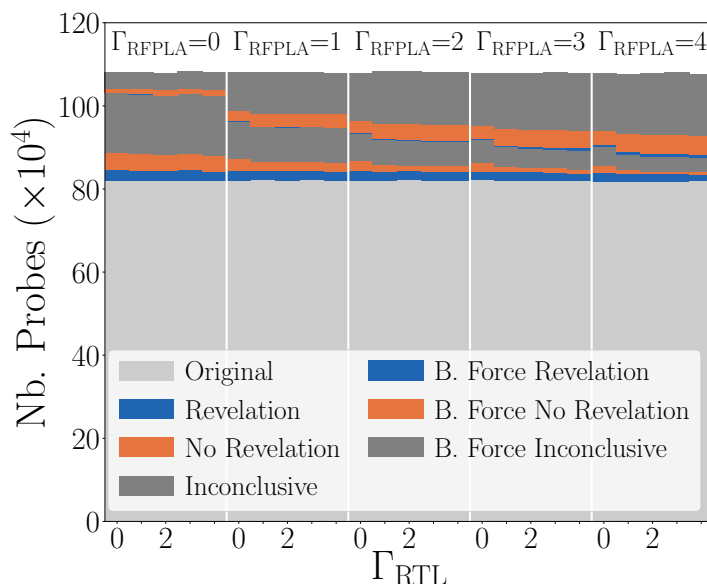 120
Γ_RFPLA=0 Γ_RFPLA=1 Γ_RFPLA=2 Γ_RFPLA=3 Γ_RFPLA=4
100
80
60
40
20
0
Nb. Probes (×10⁴)
Original
Revelation
No Revelation
Inconclusive
B. Force Revelation
B. Force No Revelation
B. Force Inconclusive
0 2 0 2 0 2 0 2 0 2
Γ_RTL